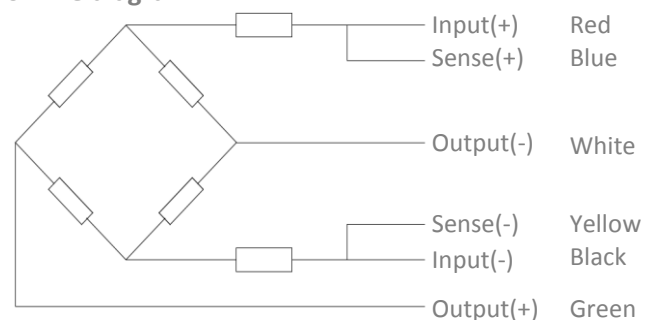 Input(+) Red
Sense(+) Blue
Output(-) White
Sense(-) Yellow
Input(-) Black
Output(+) Green